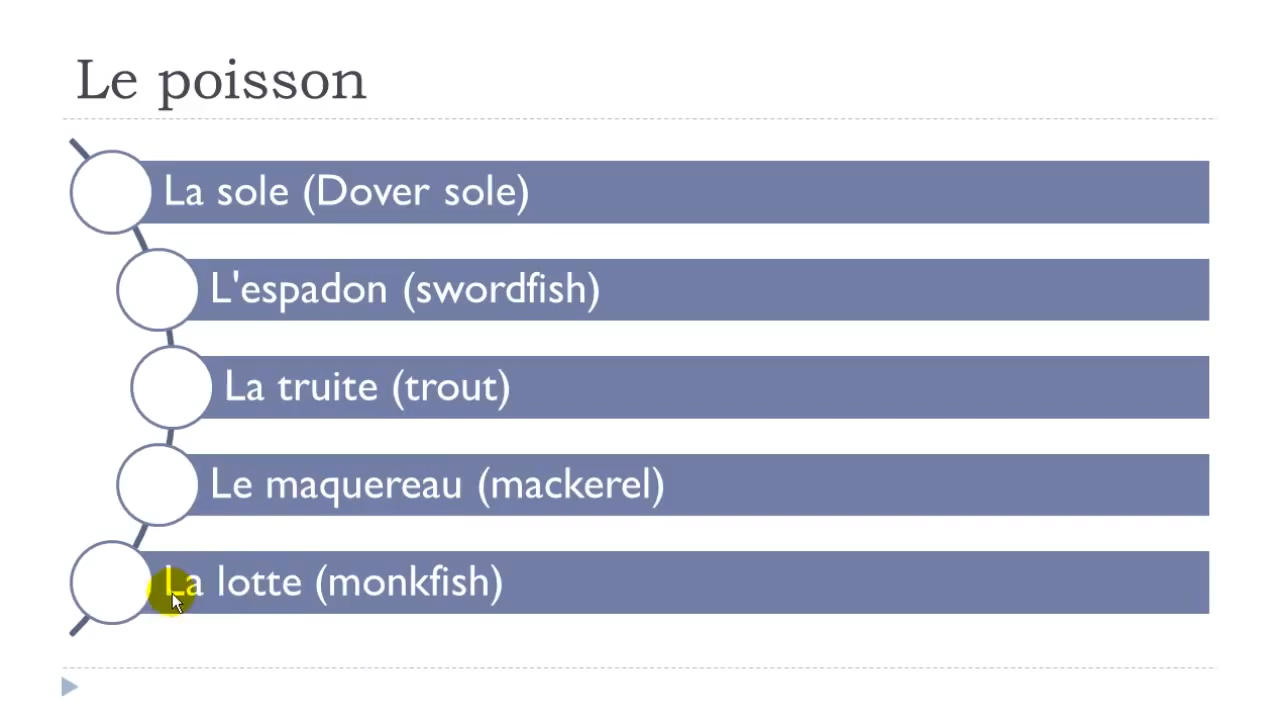 Le poisson
La sole (Dover sole)
L'espadon (swordfish)
La truite (trout)
Le maquereau (mackerel)
La lotte (monkfish)